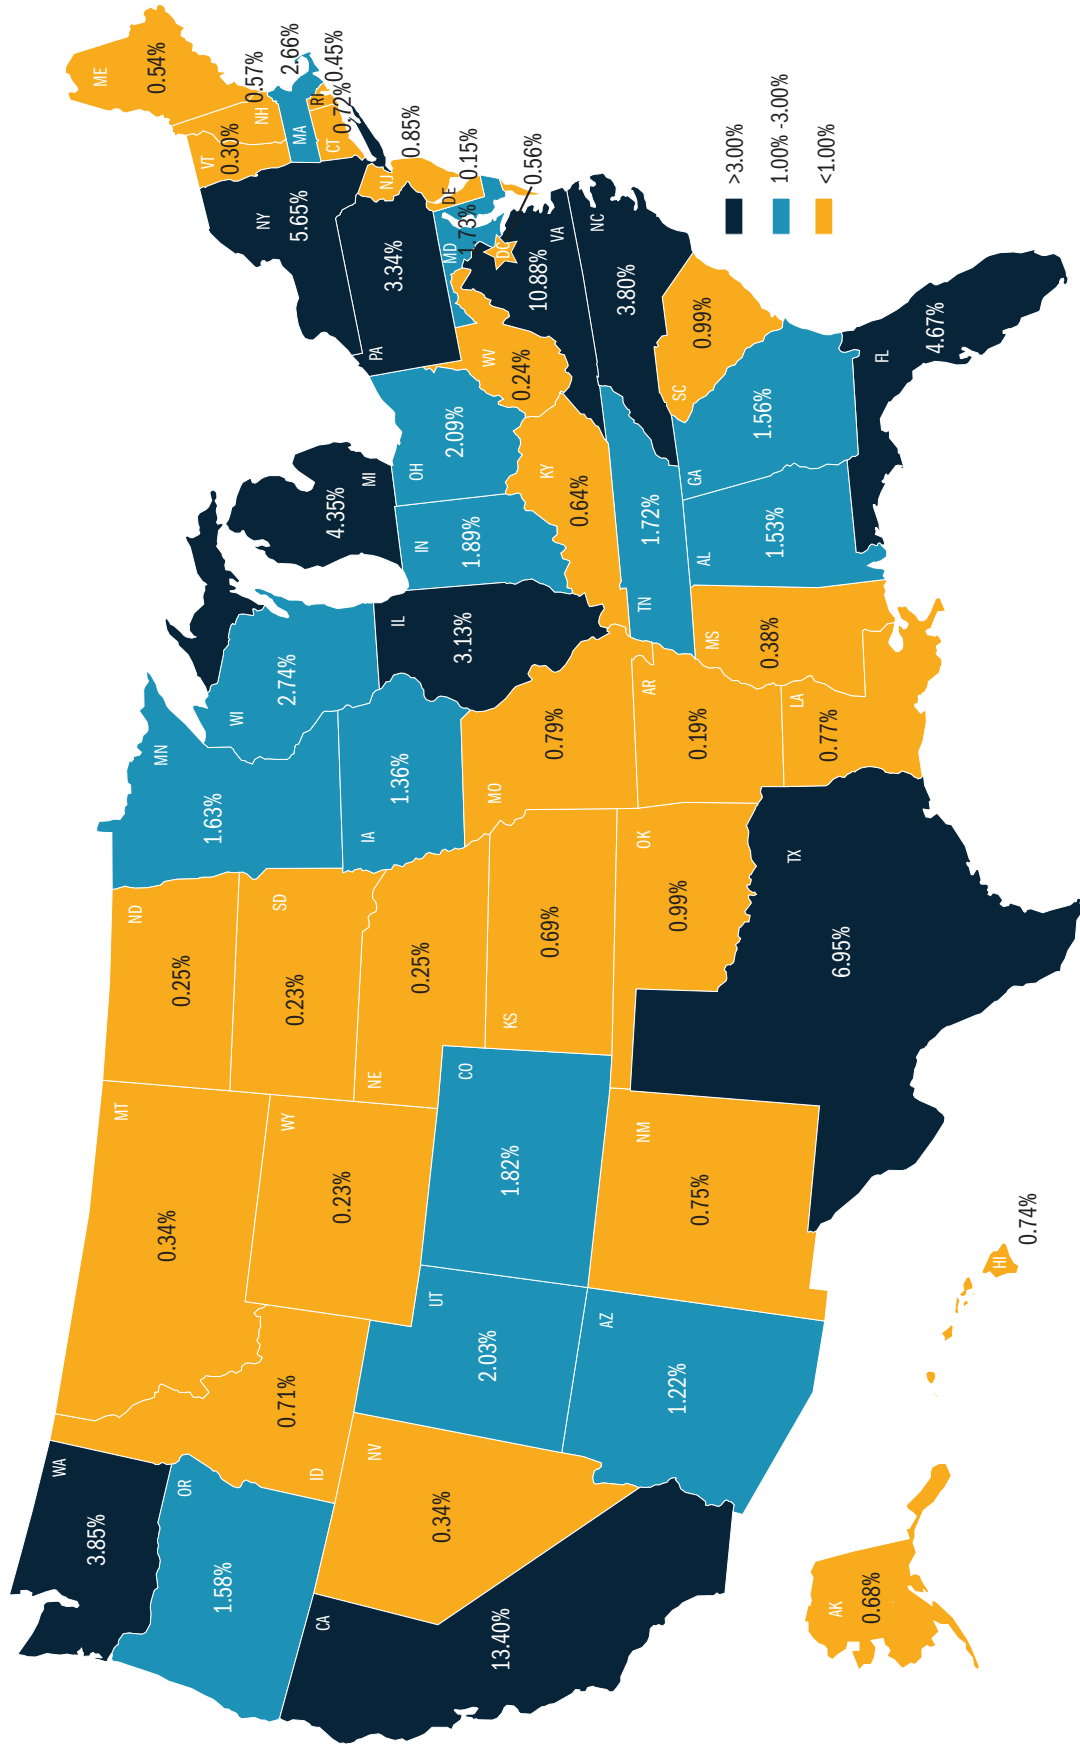 WA
3.85%
OR
1.58%
CA
13.40%
ID
0.71%
NV
0.34%
MT
0.34%
WY
0.23%
UT
2.03%
AZ
1.22%
CO
1.82%
NM
0.75%
ND
0.25%
SD
0.23%
NE
0.25%
KS
0.69%
OK
0.99%
TX
6.95%
MN
1.63%
IA
1.36%
MO
0.79%
AR
0.19%
LA
0.77%
WI
2.74%
IL
3.13%
MI
4.35%
IN
1.89%
OH
2.09%
KY
0.64%
TN
1.72%
MS
0.38%
AL
1.53%
GA
1.56%
FL
4.67%
SC
0.99%
NC
3.80%
VA
10.88%
WV
0.24%
DC
0.56%
MD
1.73%
DE
0.15%
PA
3.34%
NJ
0.85%
NY
5.65%
CT
0.72%
RI
0.45%
MA
2.66%
VT
0.30%
NH
0.57%
ME
0.54%
AK
0.68%
HI
0.74%
>3.00%
1.00% -3.00%
<1.00%